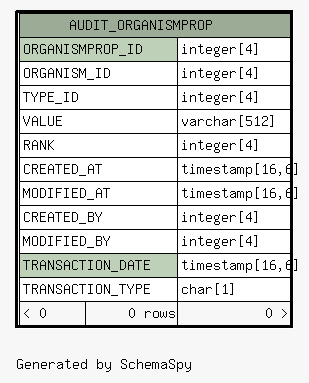 AUDIT_ORGANISMPROP
ORGANISMPROP_ID integer[4]
ORGANISM_ID integer[4]
TYPE_ID integer[4]
VALUE varchar[512]
RANK integer[4]
CREATED_AT timestamp[16,6]
MODIFIED_AT timestamp[16,6]
CREATED_BY integer[4]
MODIFIED_BY integer[4]
TRANSACTION_DATE timestamp[16,6]
TRANSACTION_TYPE char[1]
< 0 0 rows 0 >
Generated by SchemaSpy